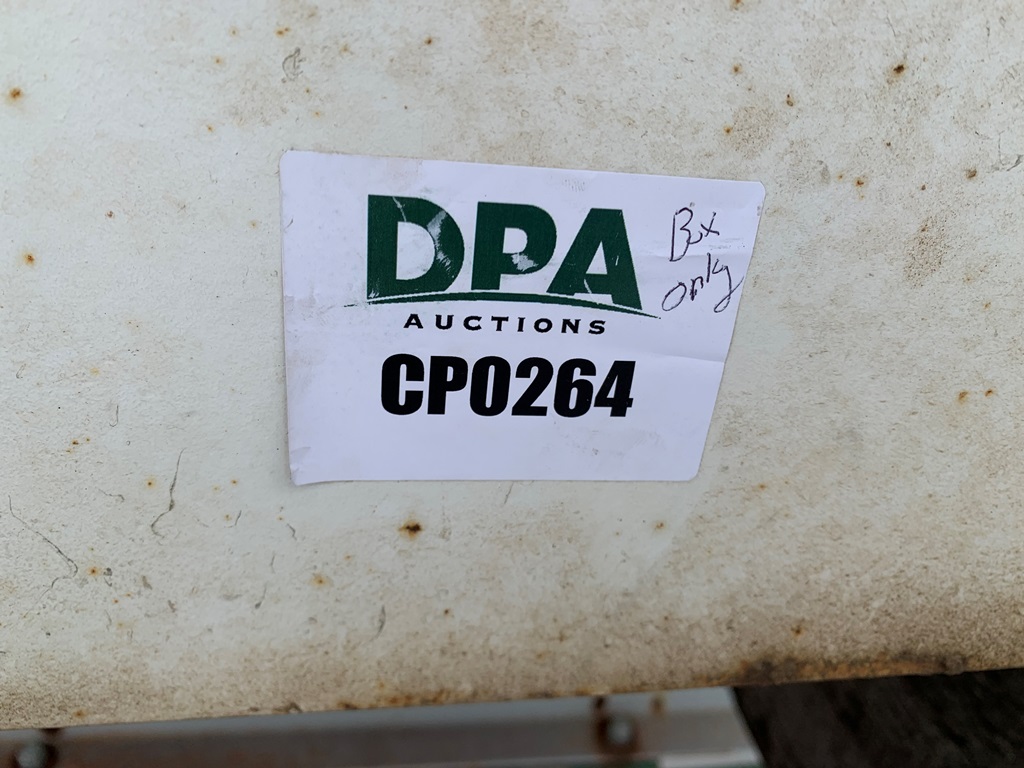 DPA
AUCTIONS
CP0264
Box
only